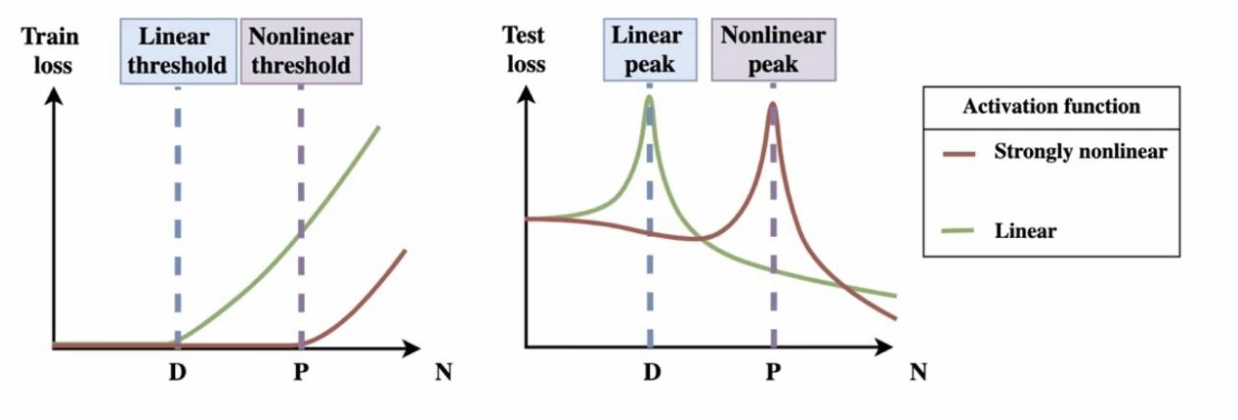 Train
loss
Linear
threshold
Nonlinear
threshold
D
P
N
Test
loss
Linear
peak
Nonlinear
peak
D
P
N
Activation function
Strongly nonlinear
Linear